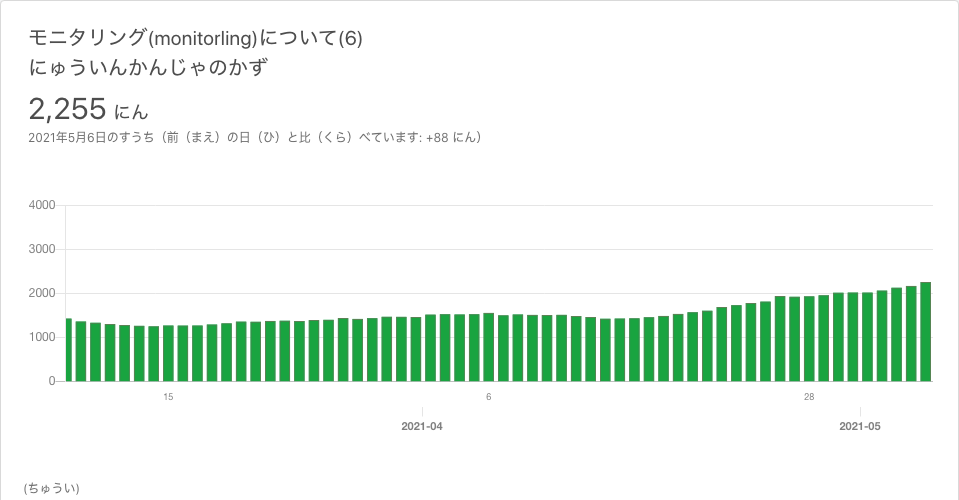 モニタリング(monitorling)について(6)
にゅういんかんじゃのかず
2,255 にん
2021年5月6日のすうち（前（まえ）の日（ひ）と比（くら）べています: +88 にん）
4000
3000
2000
1000
0
15
6
28
2021-04
2021-05
(ちゅうい)